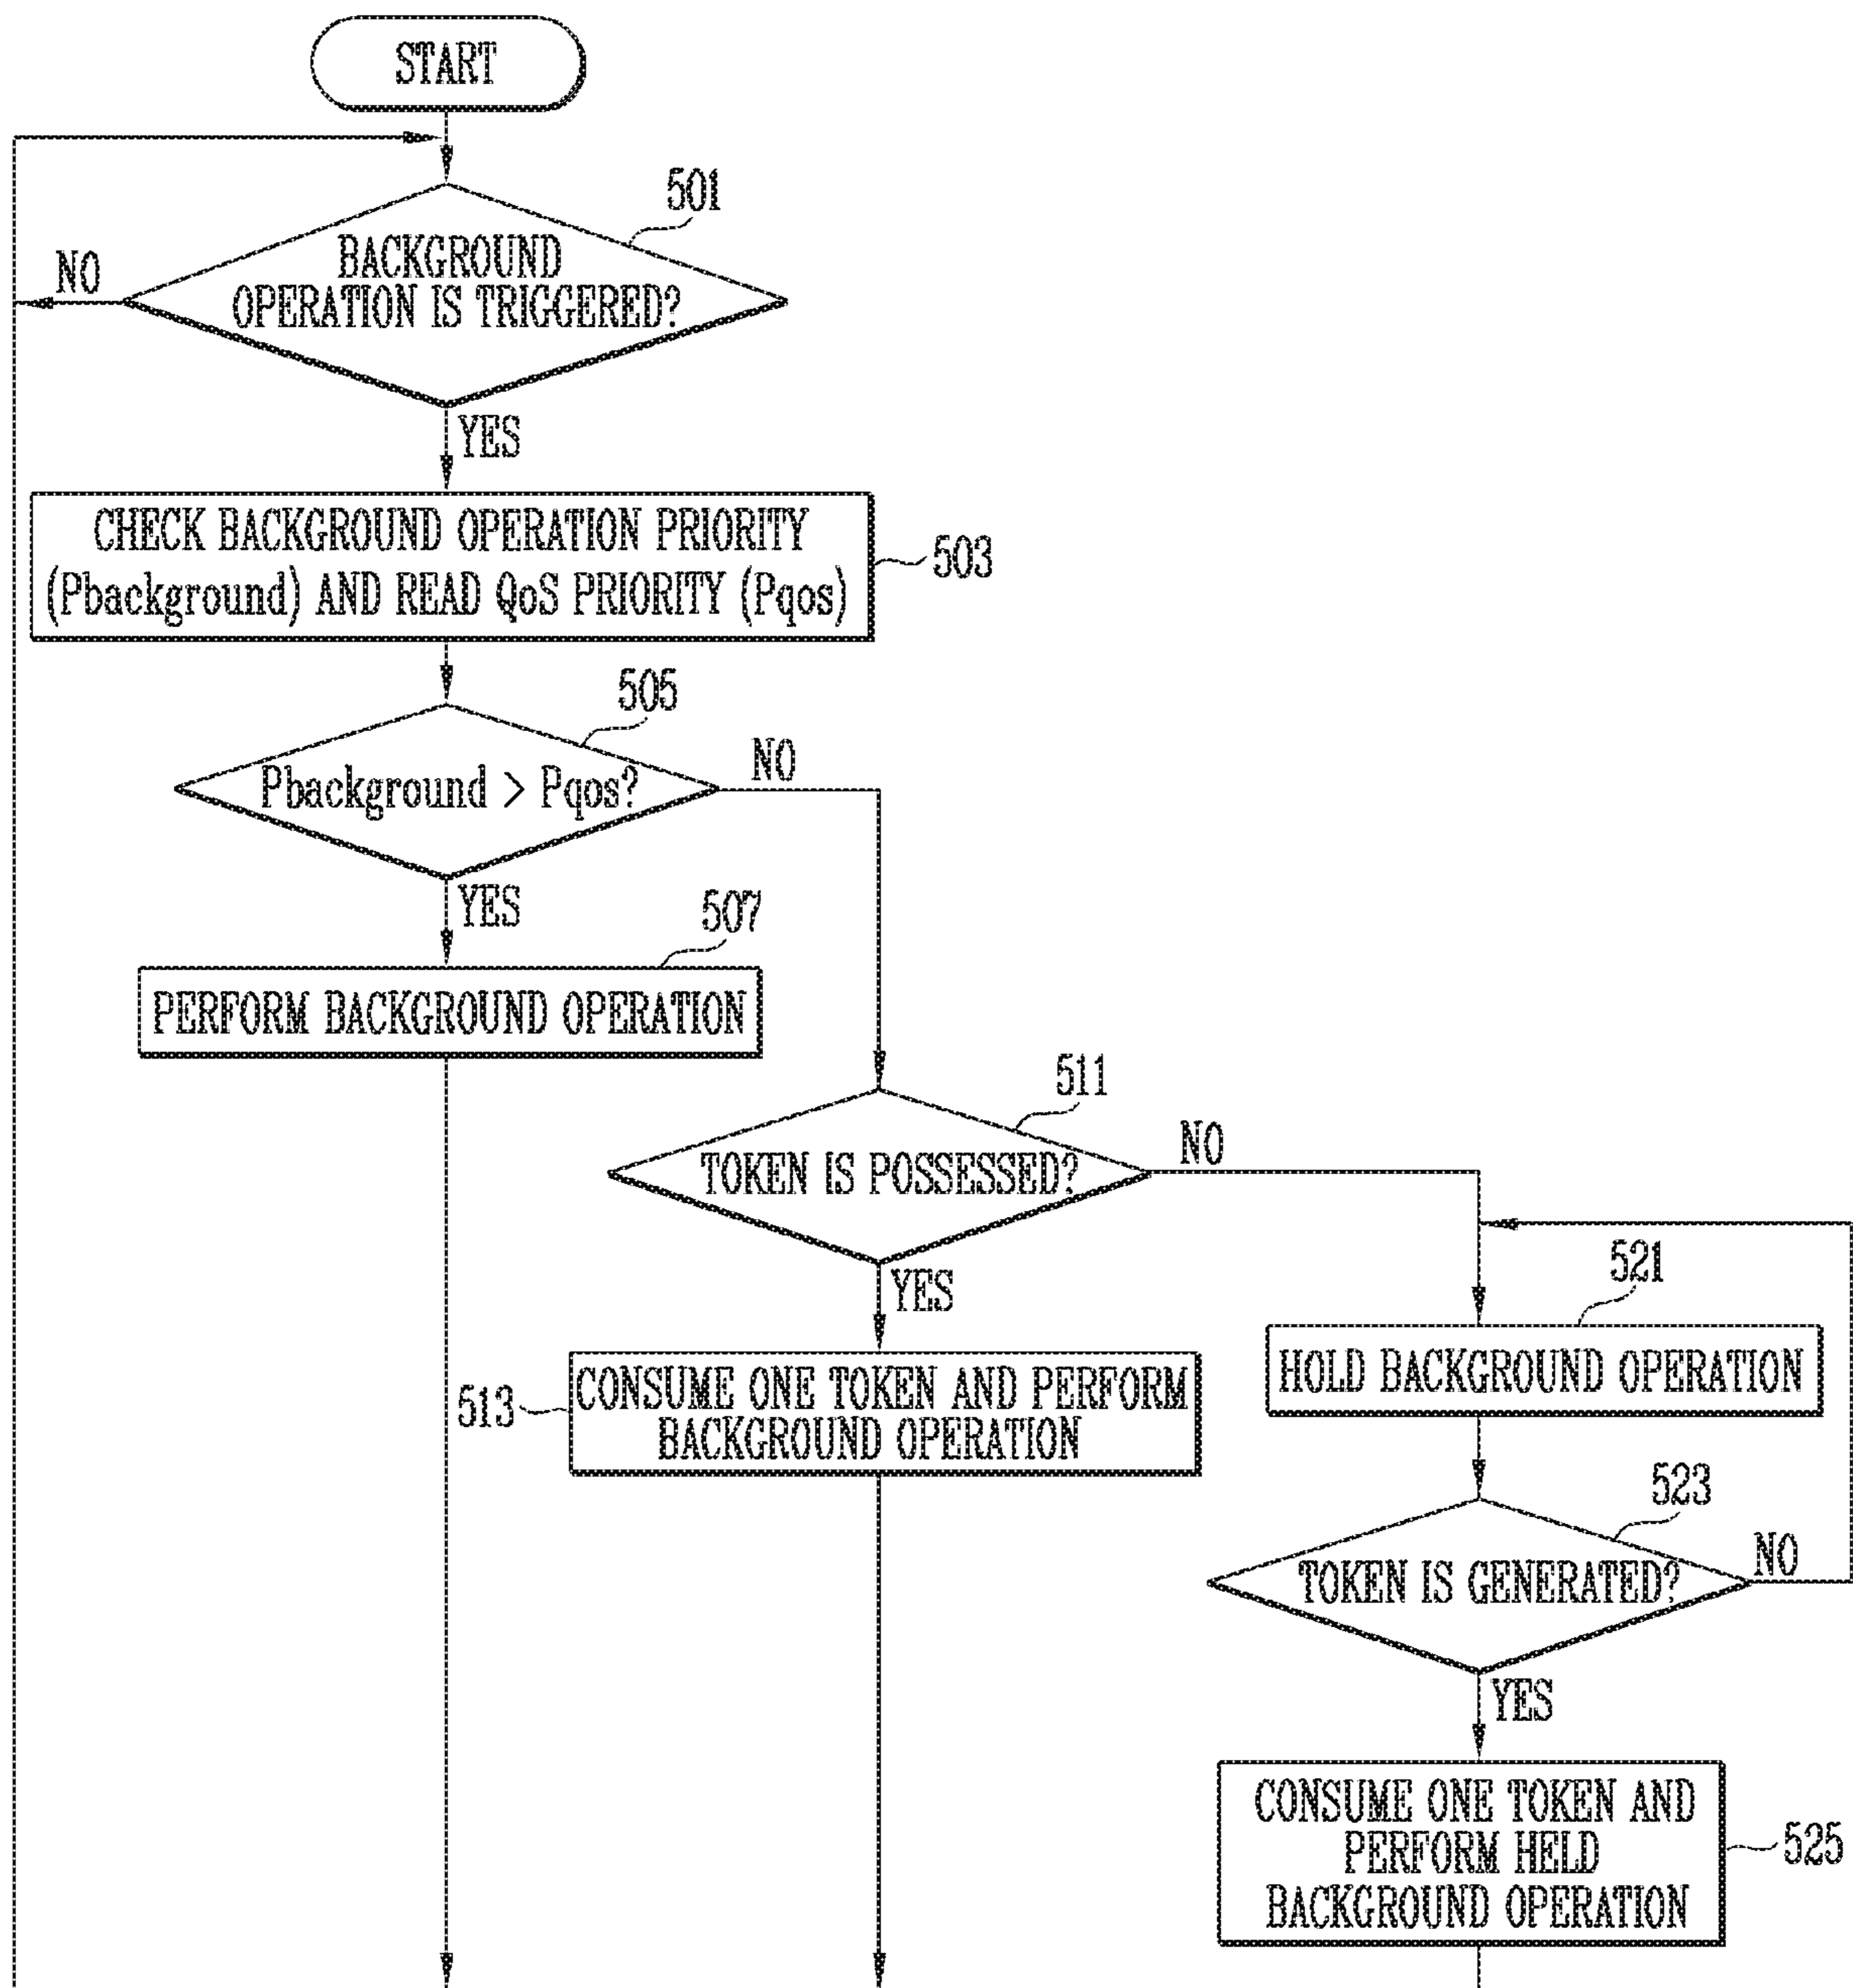 START
501
BACKGROUND
OPERATION IS TRIGGERED?
NO
YES
CHECK BACKGROUND OPERATION PRIORITY
(Pbackground) AND READ QoS PRIORITY (Pqos)
503
505
Pbackground > Pqos?
NO
YES
507
PERFORM BACKGROUND OPERATION
511
TOKEN IS POSSESSED?
NO
YES
513
CONSUME ONE TOKEN AND PERFORM
BACKGROUND OPERATION
521
HOLD BACKGROUND OPERATION
523
TOKEN IS GENERATED?
NO
YES
CONSUME ONE TOKEN AND
PERFORM HELD
BACKGROUND OPERATION
525